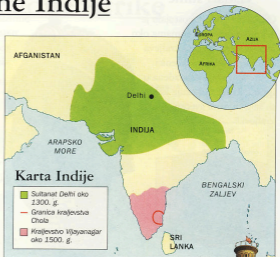 ne Indije
EUROPA
AZIJA
AFRIKA
AFGANISTAN
Delhi
INDIJA
ARAPSKO
MORE
Karta Indije
Sultanat Delhi oko
1300. g.
Granica kraljevstva
Chola
Kraljevstvo Vijayanagar
oko 1500. g.
BENGALSKI
ZALJEV
SRI
LANKA